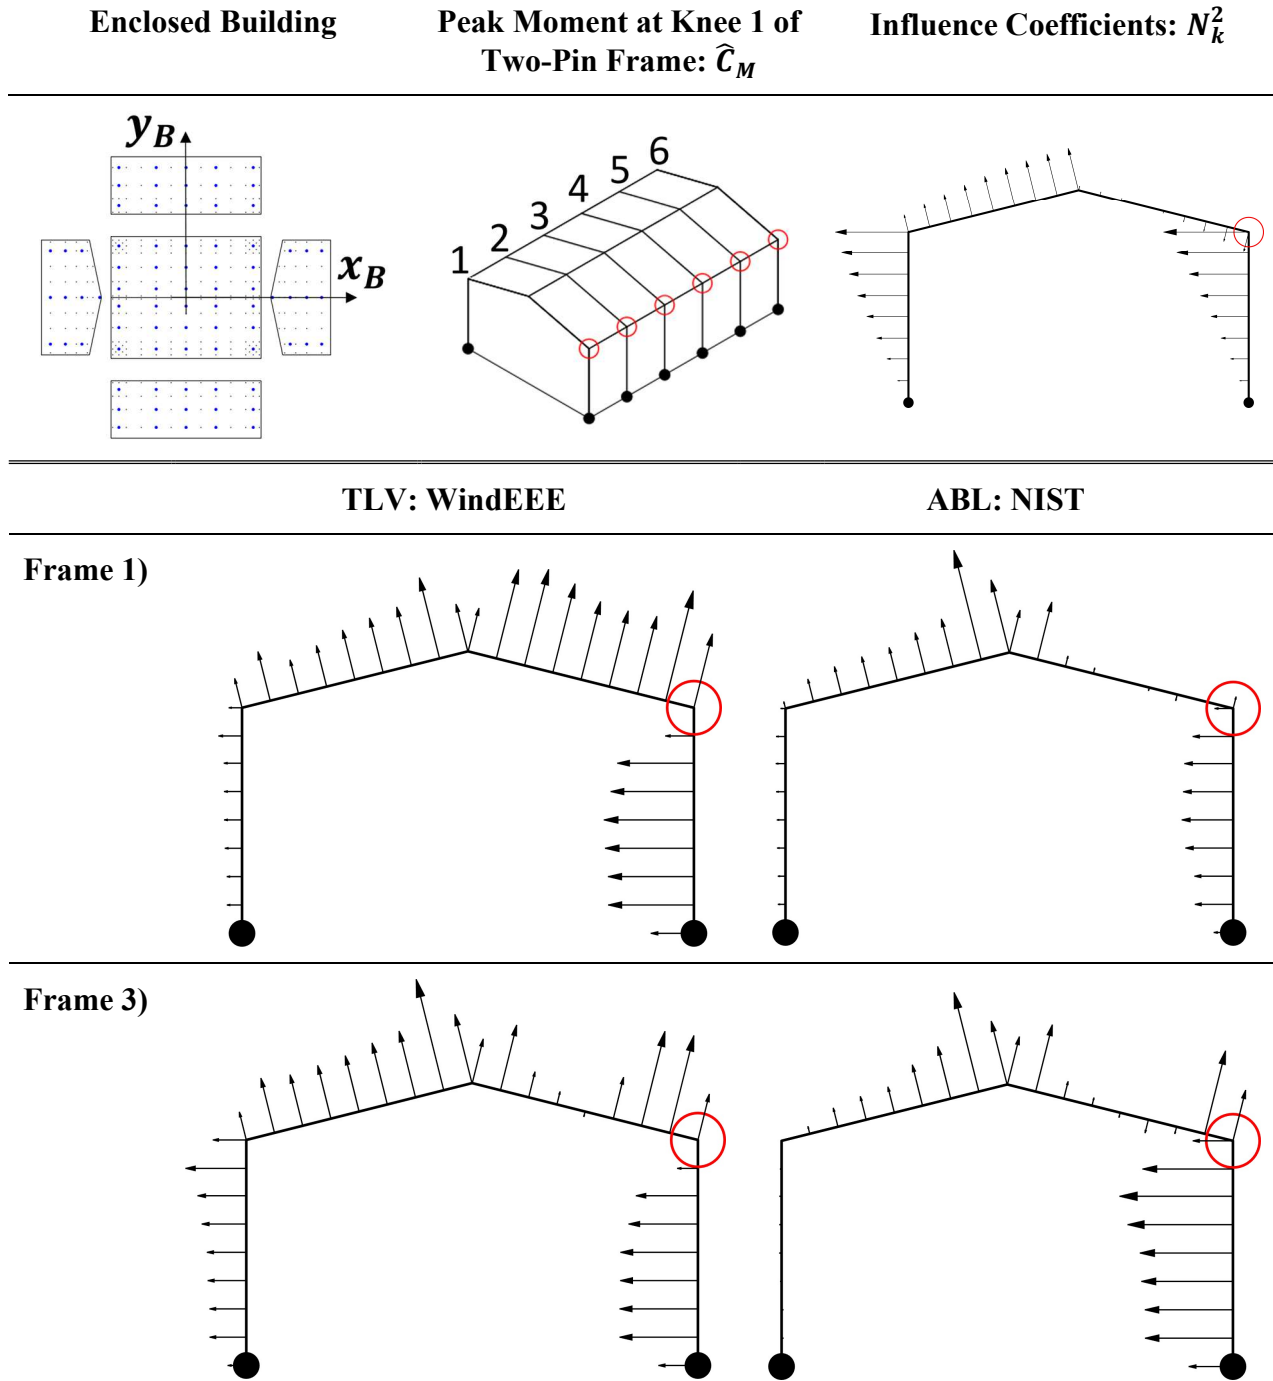 Enclosed Building
Peak Moment at Knee 1 of
Two-Pin Frame: Ĉ_M
Influence Coefficients: N_k^2
y_B
x_B
1
2
3
4
5
6
TLV: WindEEE
ABL: NIST
Frame 1)
Frame 3)